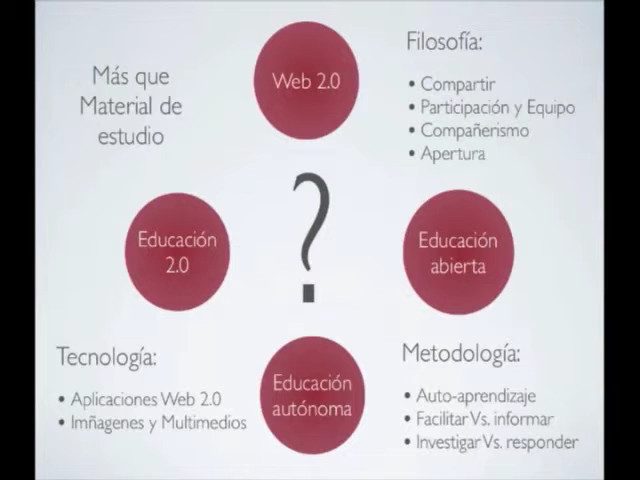 Más que
Material de
estudio
Web 2.0
Filosofía:
• Compartir
• Participación y Equipo
• Compañerismo
• Apertura
?
Educación
2.0
Educación
abierta
Tecnología:
• Aplicaciones Web 2.0
• Imñagenes y Multimedios
Educación
autónoma
Metodología:
• Auto-aprendizaje
• Facilitar Vs. informar
• Investigar Vs. responder